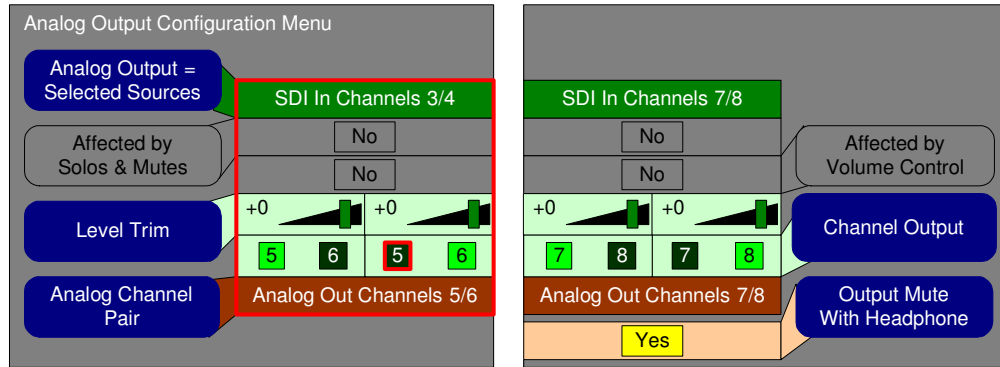 Analog Output Configuration Menu
Analog Output =
Selected Sources
SDI In Channels 3/4
Affected by
Solos & Mutes
No
No
Level Trim
+0 +0
5 6 5 6
Analog Channel
Pair
Analog Out Channels 5/6
SDI In Channels 7/8
No
No
Affected by
Volume Control
+0 +0
Channel Output
7 8 7 8
Analog Out Channels 7/8
Output Mute
With Headphone
Yes